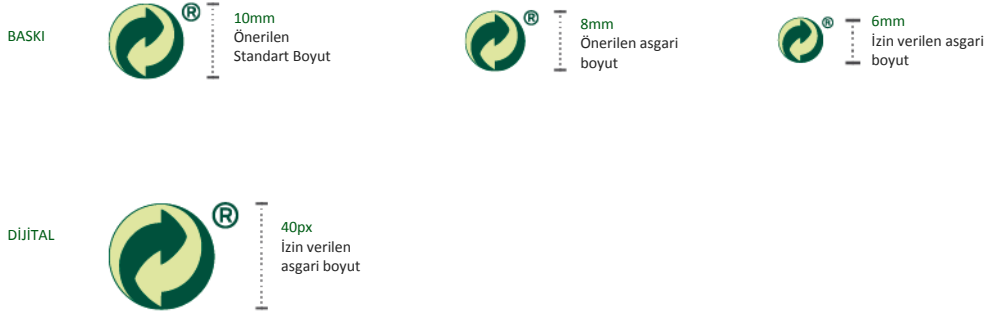 BASKI
®
10mm
Önerilen
Standart Boyut
®
8mm
Önerilen asgari
boyut
®
6mm
İzin verilen asgari
boyut
DİJİTAL
®
40px
İzin verilen
asgari boyut